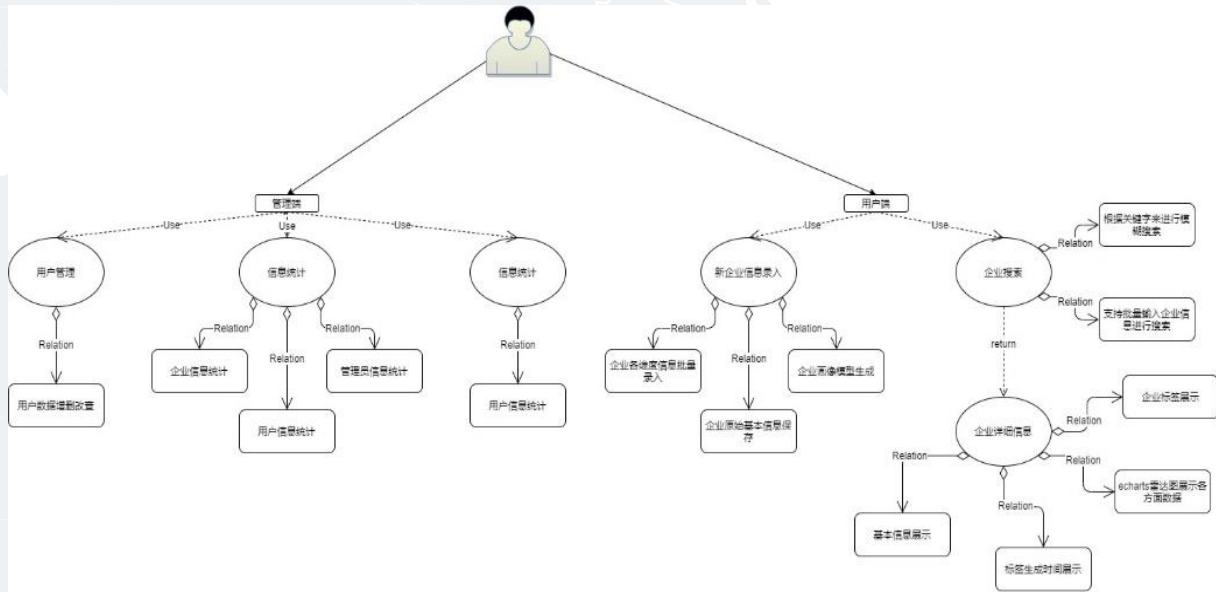 管理端
用户端
Use
Use
Use
Use
Use
用户管理
信息统计
信息统计
新企业信息录入
企业搜索
根据关键字来进行模
糊搜索
Relation
支持批量输入企业信
息进行搜索
Relation
Relation
Relation
Relation
Relation
Relation
Relation
Relation
Relation
return
企业信息统计
管理员信息统计
企业各维度信息批量
录入
企业画像模型生成
用户数据增删改查
用户信息统计
用户信息统计
企业原始基本信息保
存
企业详细信息
企业标签展示
Relation
Relation
Relation
echarts雷达图展示各
方面数据
Relation
基本信息展示
标签生成时间展示